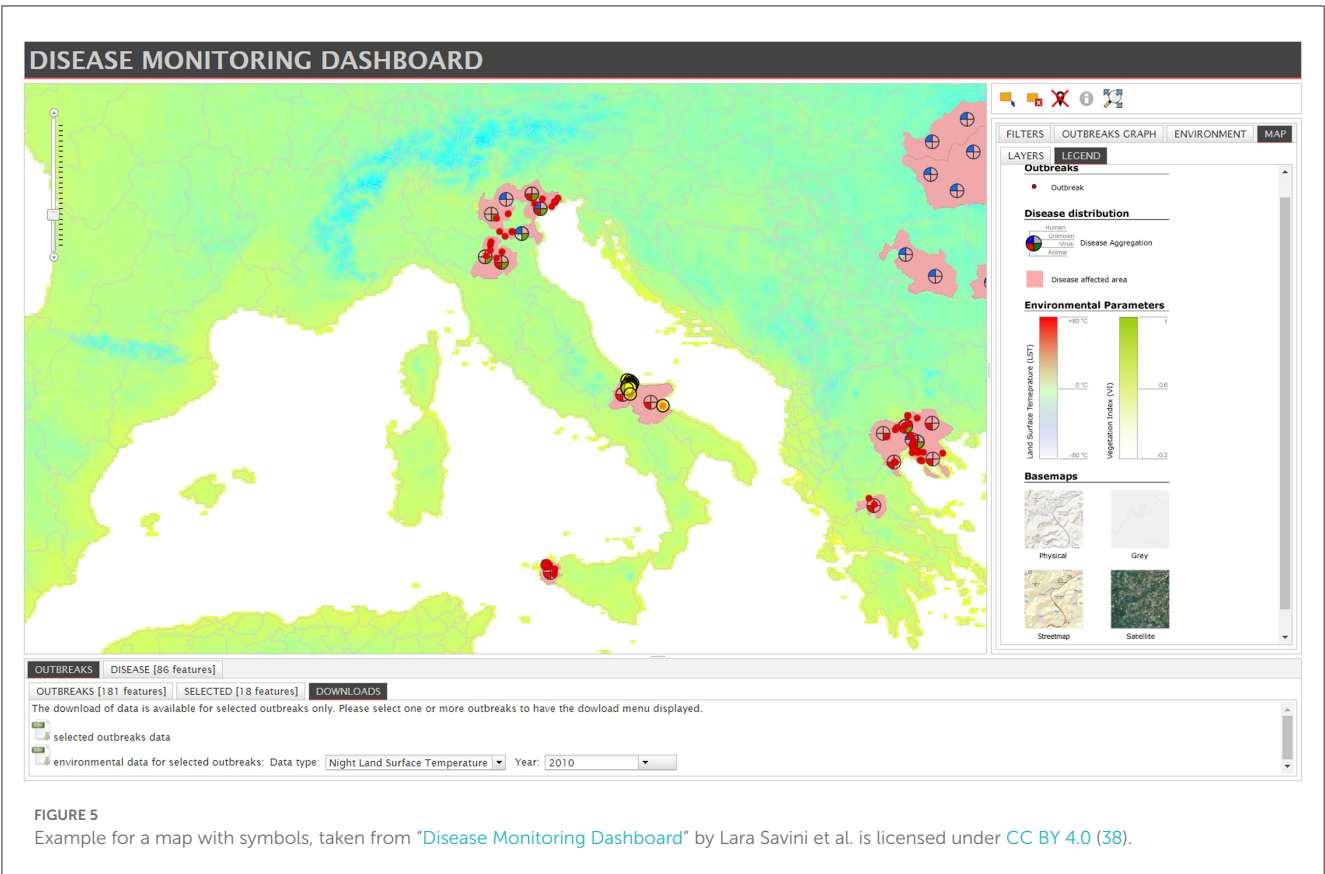 DISEASE MONITORING DASHBOARD
FILTERS
OUTBREAKS GRAPH
ENVIRONMENT
MAP
LAYERS
LEGEND
Outbreaks
Outbreak
Disease distribution
Human
Unknown
Virus
Animal
Disease Aggregation
Disease affected area
Environmental Parameters
Land Surface Temeprature (LST)
+80 °C
0 °C
-80 °C
Vegetation Index (VI)
1
0.6
-0.2
Basemaps
Physical
Grey
Streetmap
Satellite
OUTBREAKS
DISEASE [86 features]
OUTBREAKS [181 features]
SELECTED [18 features]
DOWNLOADS
The download of data is available for selected outbreaks only. Please select one or more outbreaks to have the dowload menu displayed.
selected outbreaks data
environmental data for selected outbreaks: Data type: Night Land Surface Temperature Year: 2010
FIGURE 5
Example for a map with symbols, taken from “Disease Monitoring Dashboard“ by Lara Savini et al. is licensed under CC BY 4.0 (38).